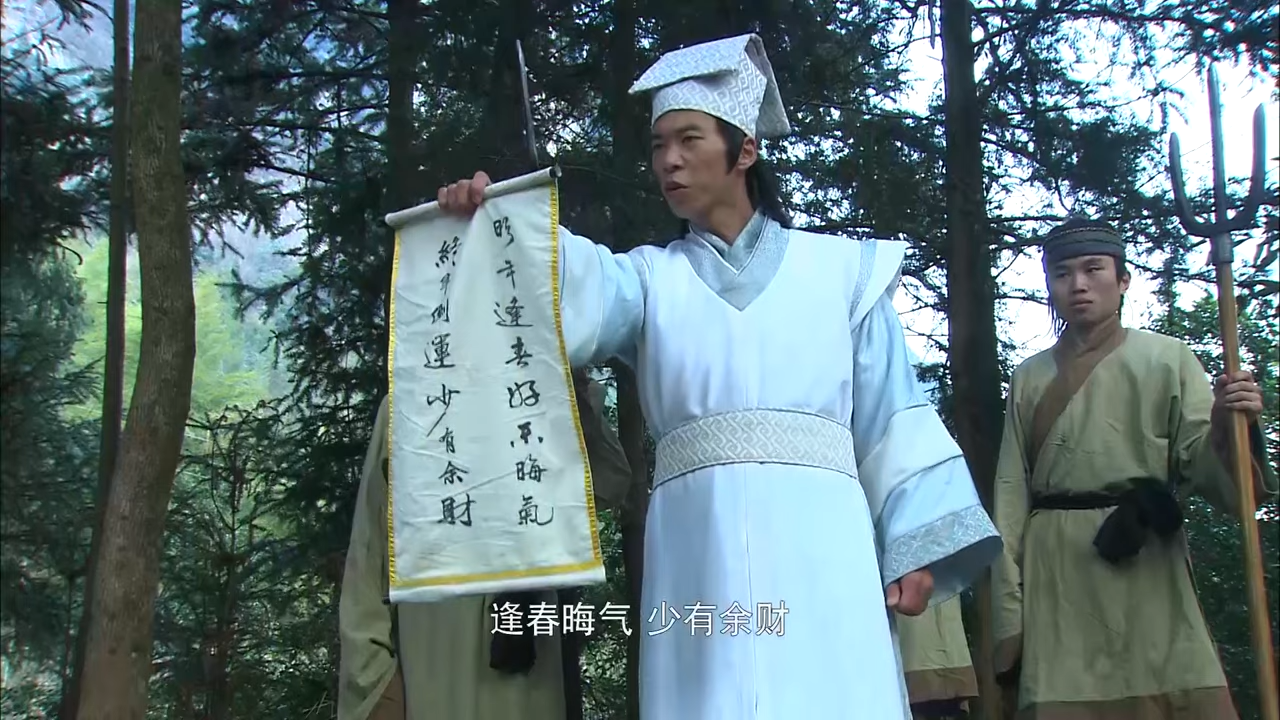 年逢春好不晦氣
終年倒運少有余財
逢春晦气 少有余财